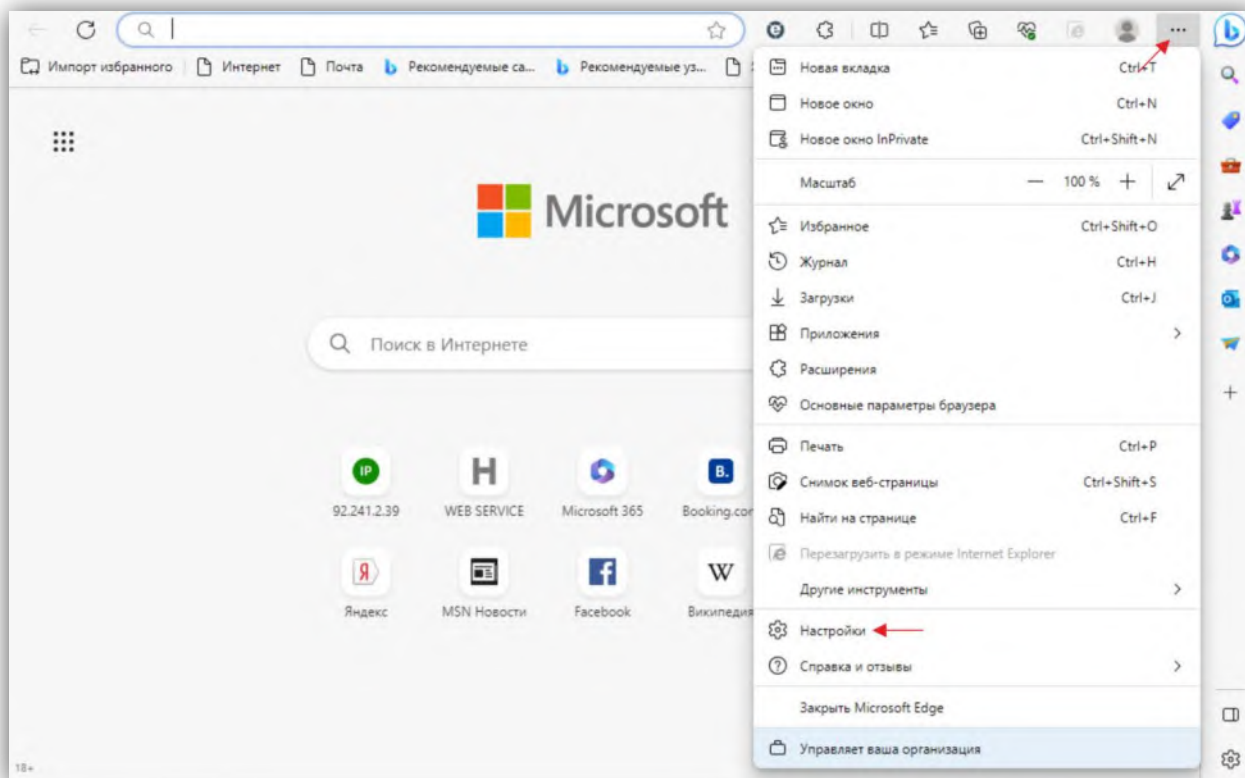 Импорт избранного Интернет Почта Рекомендуемые са... Рекомендуемые уз...
Новая вкладка Ctrl+T
Новое окно Ctrl+N
Новое окно InPrivate Ctrl+Shift+N
Масштаб — 100 % +
Microsoft
Избранное Ctrl+Shift+O
Журнал Ctrl+H
Загрузки Ctrl+J
Приложения
Поиск в Интернете
Расширения
Основные параметры браузера
Печать Ctrl+P
IP H B.
Снимок веб-страницы Ctrl+Shift+S
92.241.2.39 WEB SERVICE Microsoft 365 Booking.cor
Найти на странице Ctrl+F
Перезагрузить в режиме Internet Explorer
Я W
Другие инструменты
Яндекс MSN Новости Facebook Википедия
Настройки
Справка и отзывы
Закрыть Microsoft Edge
Управляет ваша организация
18+